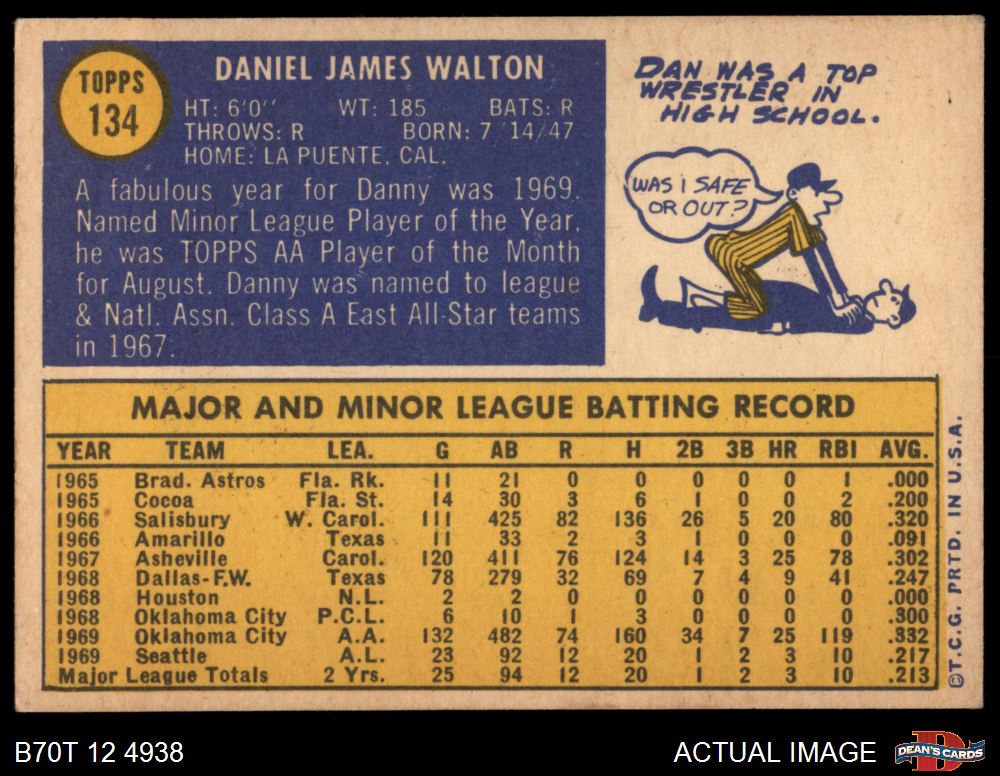 TOPPS
134
DANIEL JAMES WALTON
HT: 6'0" WT: 185 BATS: R
THROWS: R BORN: 7 14/47
HOME: LA PUENTE, CAL.
A fabulous year for Danny was 1969.
Named Minor League Player of the Year,
he was TOPPS AA Player of the Month
for August. Danny was named to league
& Natl. Assn. Class A East All-Star teams
in 1967.
DAN WAS A TOP
WRESTLER IN
HIGH SCHOOL.
WAS I SAFE
OR OUT?
MAJOR AND MINOR LEAGUE BATTING RECORD
YEAR TEAM LEA. G AB R H 2B 3B HR RBI AVG.
1965 Brad. Astros Fla. Rk. 11 21 0 0 0 0 0 1 .000
1965 Cocoa Fla. St. 14 30 3 6 1 0 0 2 .200
1966 Salisbury W. Carol. 111 425 82 136 26 5 20 80 .320
1966 Amarillo Texas 11 33 2 3 1 0 0 0 .091
1967 Asheville Carol. 120 411 76 124 14 3 25 78 .302
1968 Dallas-F.W. Texas 78 279 32 69 7 4 9 41 .247
1968 Houston N.L. 2 2 0 0 0 0 0 0 .000
1968 Oklahoma City P.C.L. 6 10 1 3 0 0 0 0 .300
1969 Oklahoma City A.A. 132 482 74 160 34 7 25 119 .332
1969 Seattle A.L. 23 92 12 20 1 2 3 10 .217
Major League Totals 2 Yrs. 25 94 12 20 1 2 3 10 .213
©T.C.G. PRTD. IN U.S.A.
B70T 12 4938
ACTUAL IMAGE
DEAN'S CARDS